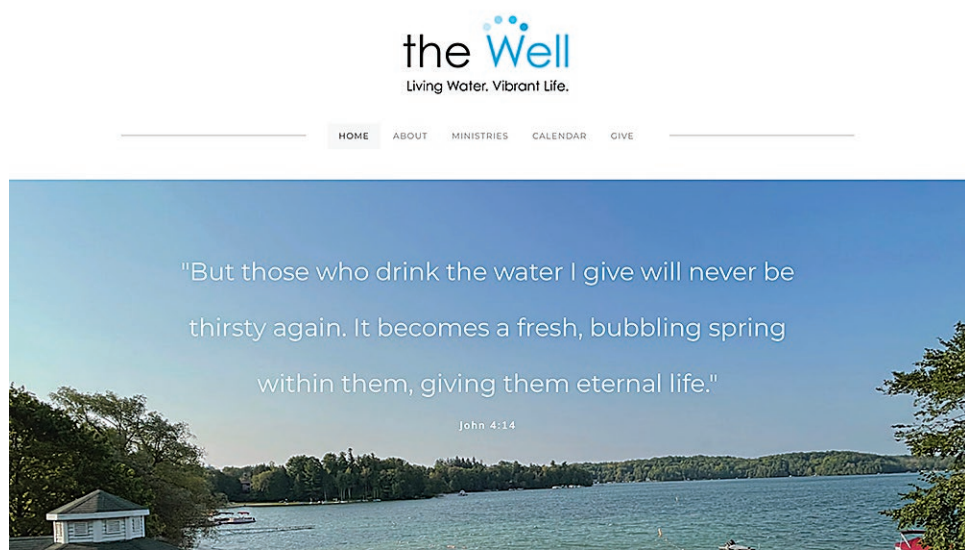 the Well
Living Water. Vibrant Life.
HOME ABOUT MINISTRIES CALENDAR GIVE
"But those who drink the water I give will never be
thirsty again. It becomes a fresh, bubbling spring
within them, giving them eternal life."
John 4:14